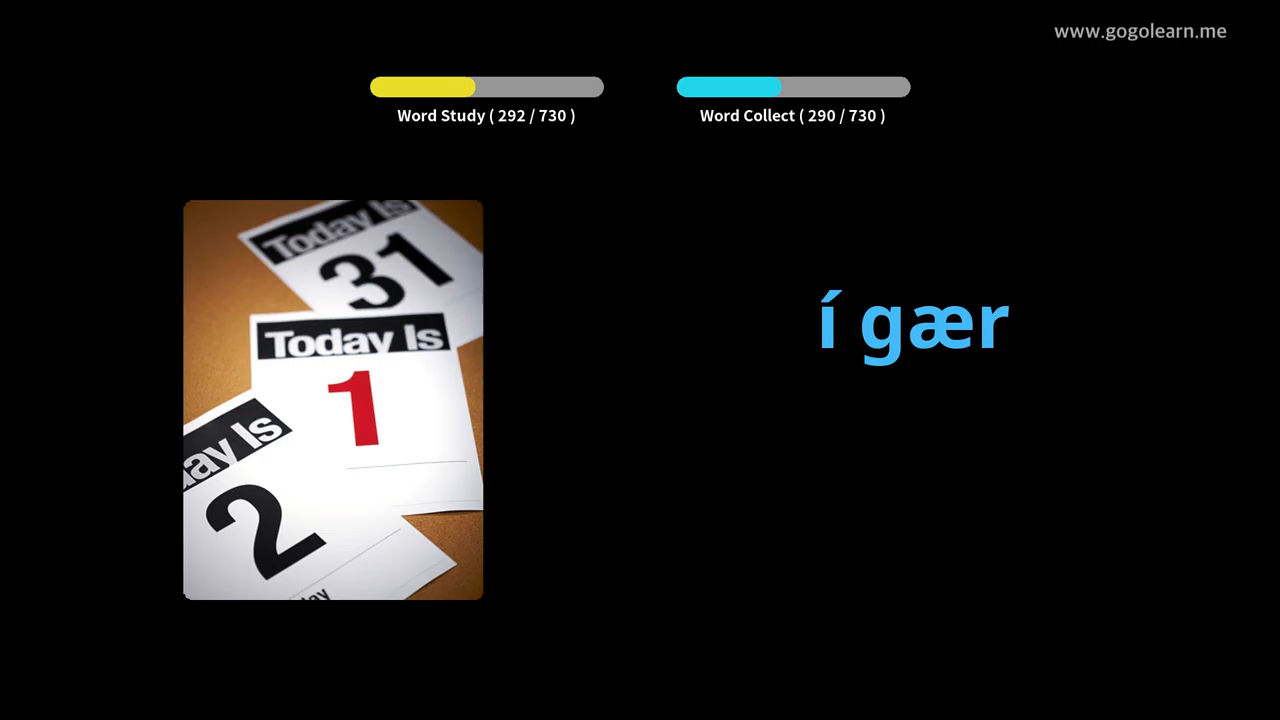 www.gogolearn.me
Word Study ( 292 / 730 )
Word Collect ( 290 / 730 )
Today Is
31
Today Is
1
ay Is
2
í gær